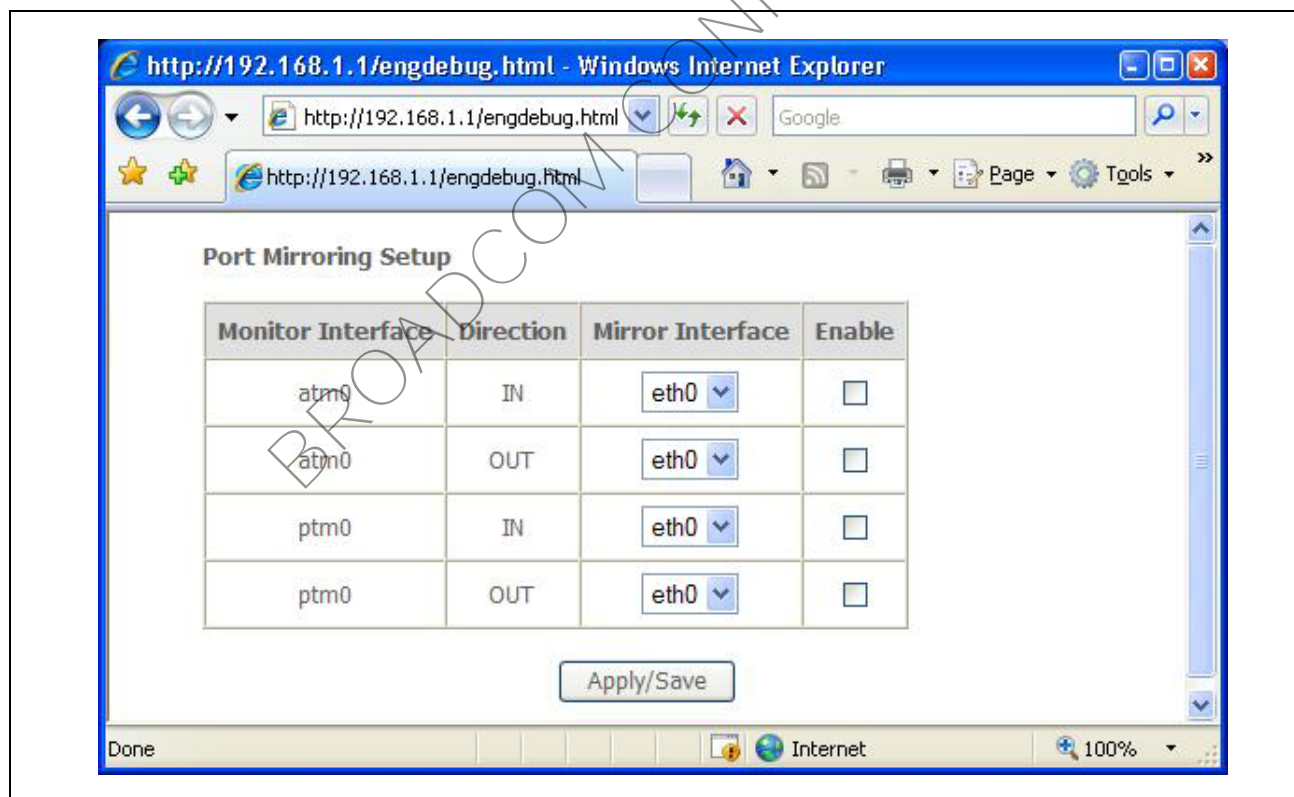 http://192.168.1.1/engdebug.html - Windows Internet Explorer
http://192.168.1.1/engdebug.html
Google
http://192.168.1.1/engdebug.html
Page
Tools
»
Port Mirroring Setup
Monitor Interface Direction Mirror Interface Enable
atm0 IN eth0
atm0 OUT eth0
ptm0 IN eth0
ptm0 OUT eth0
Apply/Save
Done Internet 100%
BROADCOM